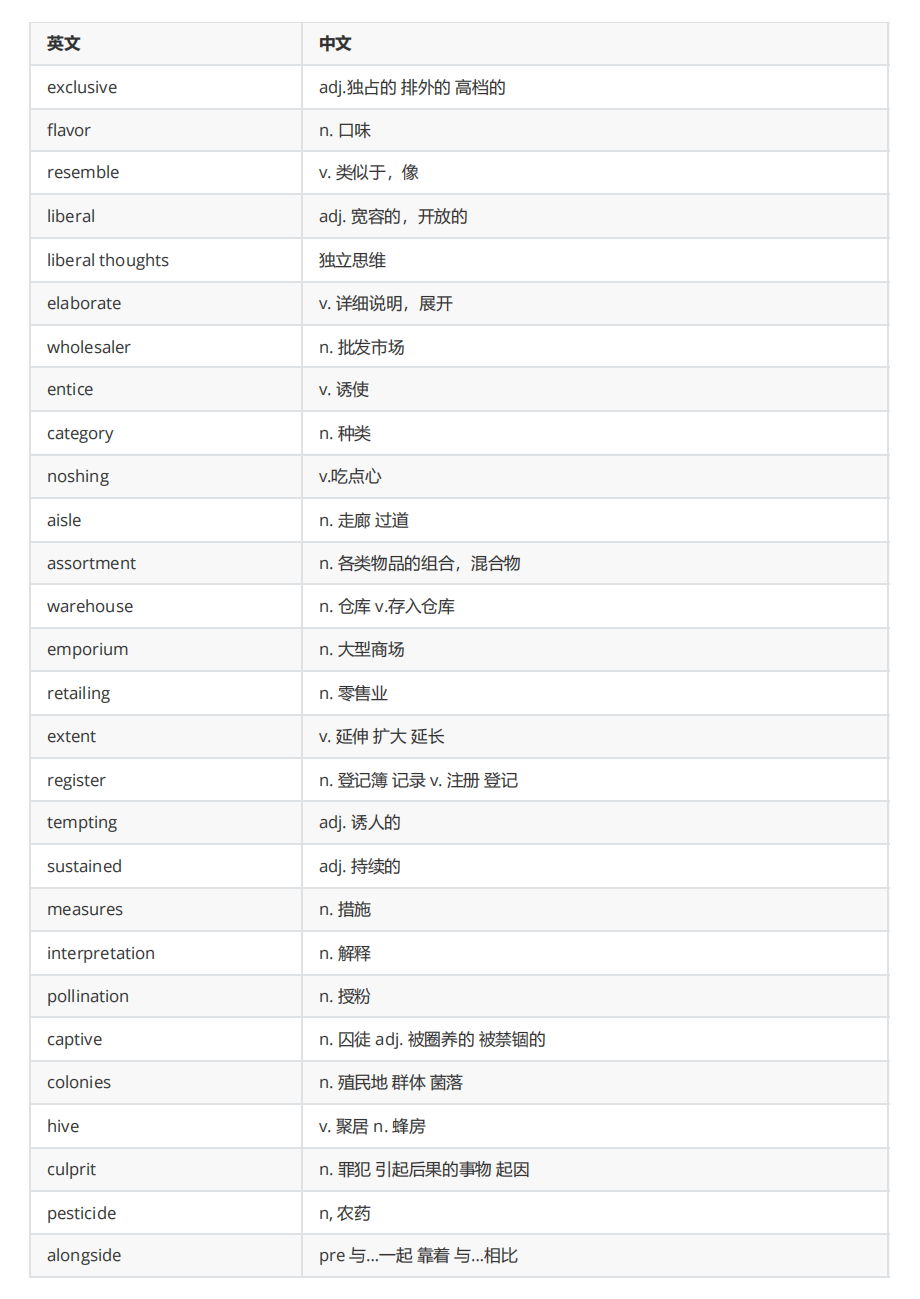 英文 中文
exclusive adj.独占的 排外的 高档的
flavor n. 口味
resemble v. 类似于，像
liberal adj. 宽容的，开放的
liberal thoughts 独立思维
elaborate v. 详细说明，展开
wholesaler n. 批发市场
entice v. 诱使
category n. 种类
noshing v.吃点心
aisle n. 走廊 过道
assortment n. 各类物品的组合，混合物
warehouse n. 仓库 v.存入仓库
emporium n. 大型商场
retailing n. 零售业
extent v. 延伸 扩大 延长
register n. 登记簿 记录 v. 注册 登记
tempting adj. 诱人的
sustained adj. 持续的
measures n. 措施
interpretation n. 解释
pollination n. 授粉
captive n. 囚徒 adj. 被圈养的 被禁锢的
colonies n. 殖民地 群体 菌落
hive v. 聚居 n. 蜂房
culprit n. 罪犯 引起后果的事物 起因
pesticide n, 农药
alongside pre 与...一起 靠着 与...相比